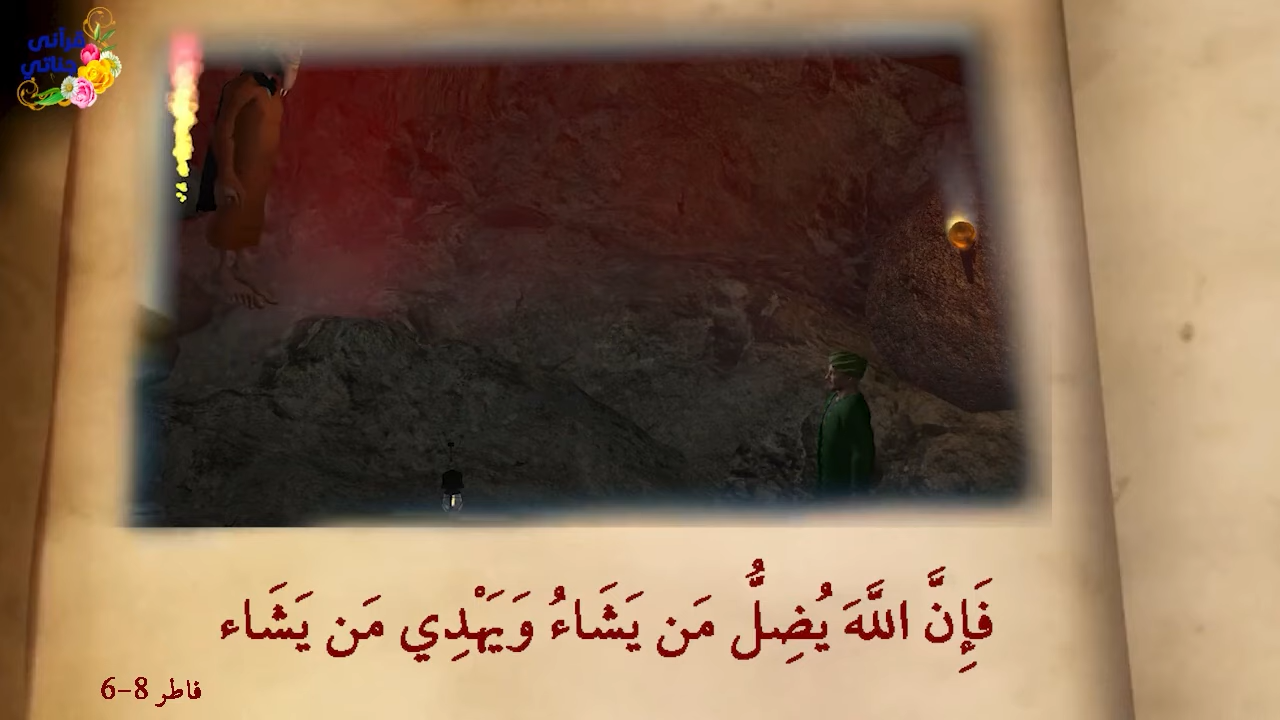 قرآني
جناتي
فَإِنَّ اللَّهَ يُضِلُّ مَن يَشَاءُ وَيَهْدِي مَن يَشَاء
فاطر 8-6